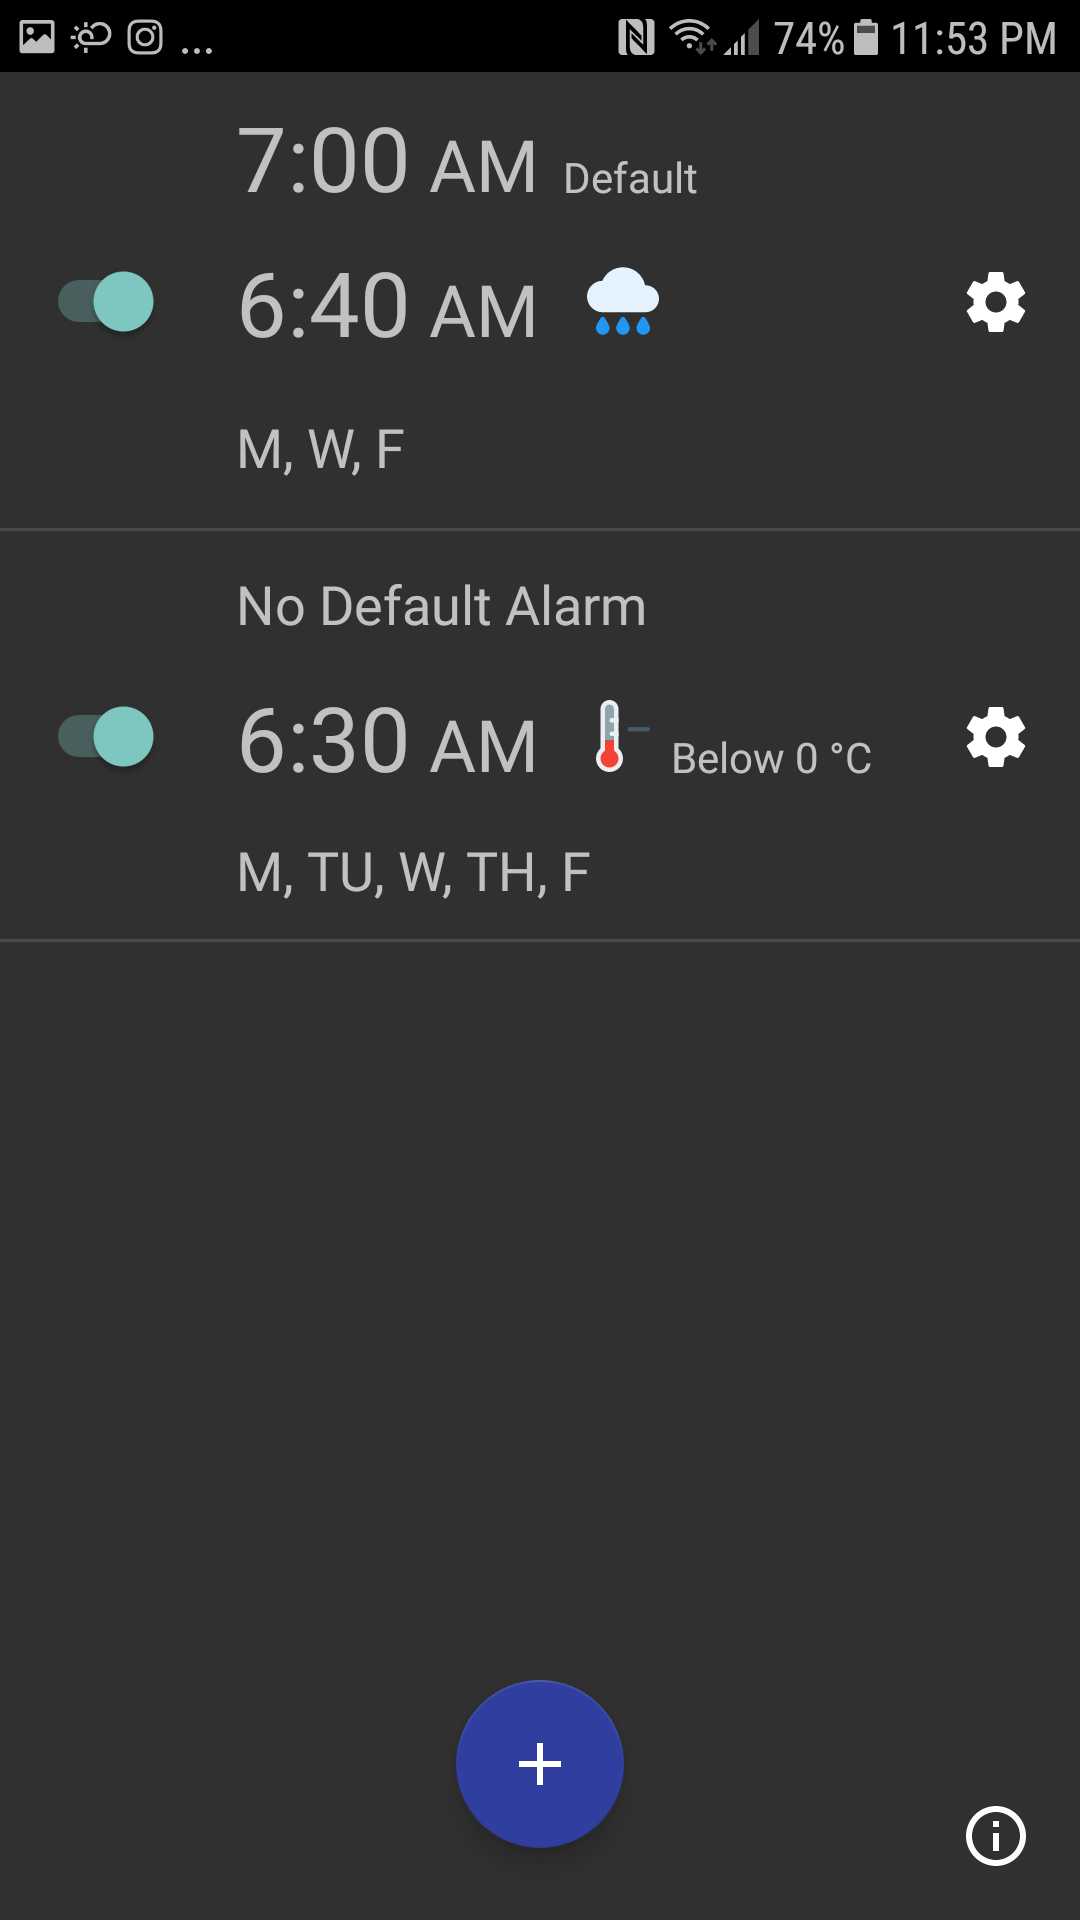 ... 74% 11:53 PM
7:00 AM Default
6:40 AM
M, W, F
No Default Alarm
6:30 AM Below 0 °C
M, TU, W, TH, F